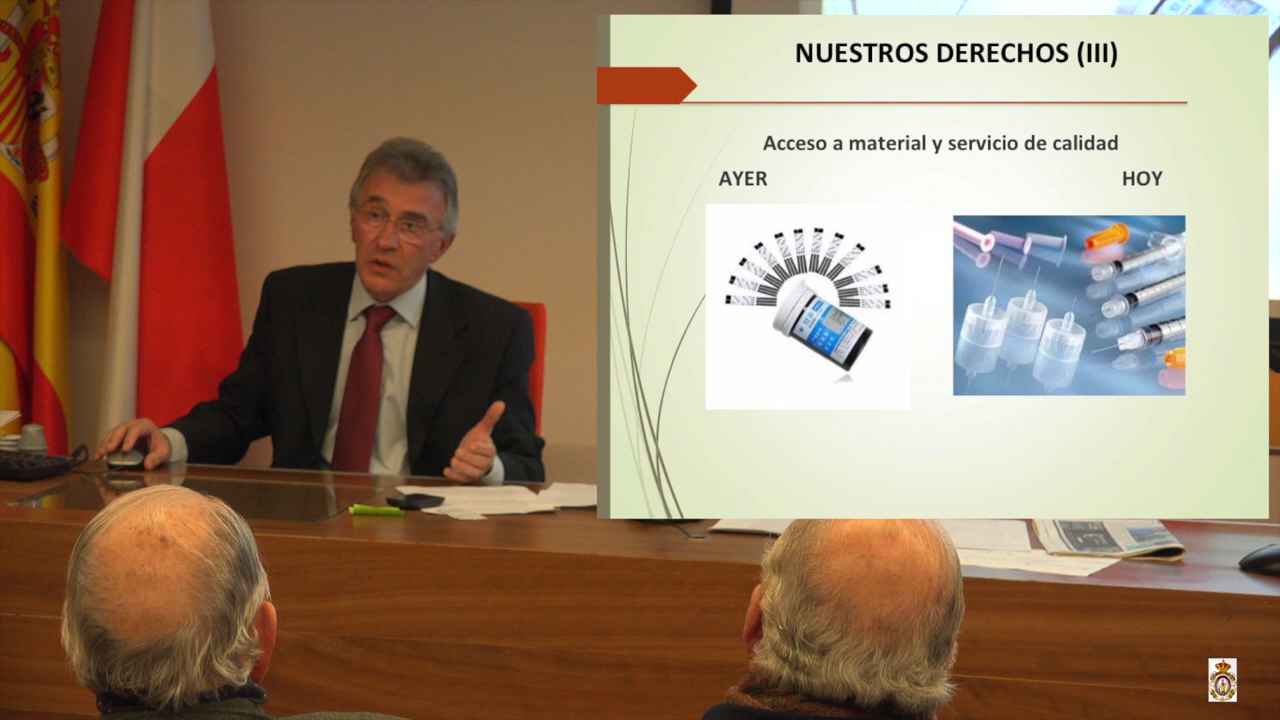 NUESTROS DERECHOS (III)
Acceso a material y servicio de calidad
AYER
HOY